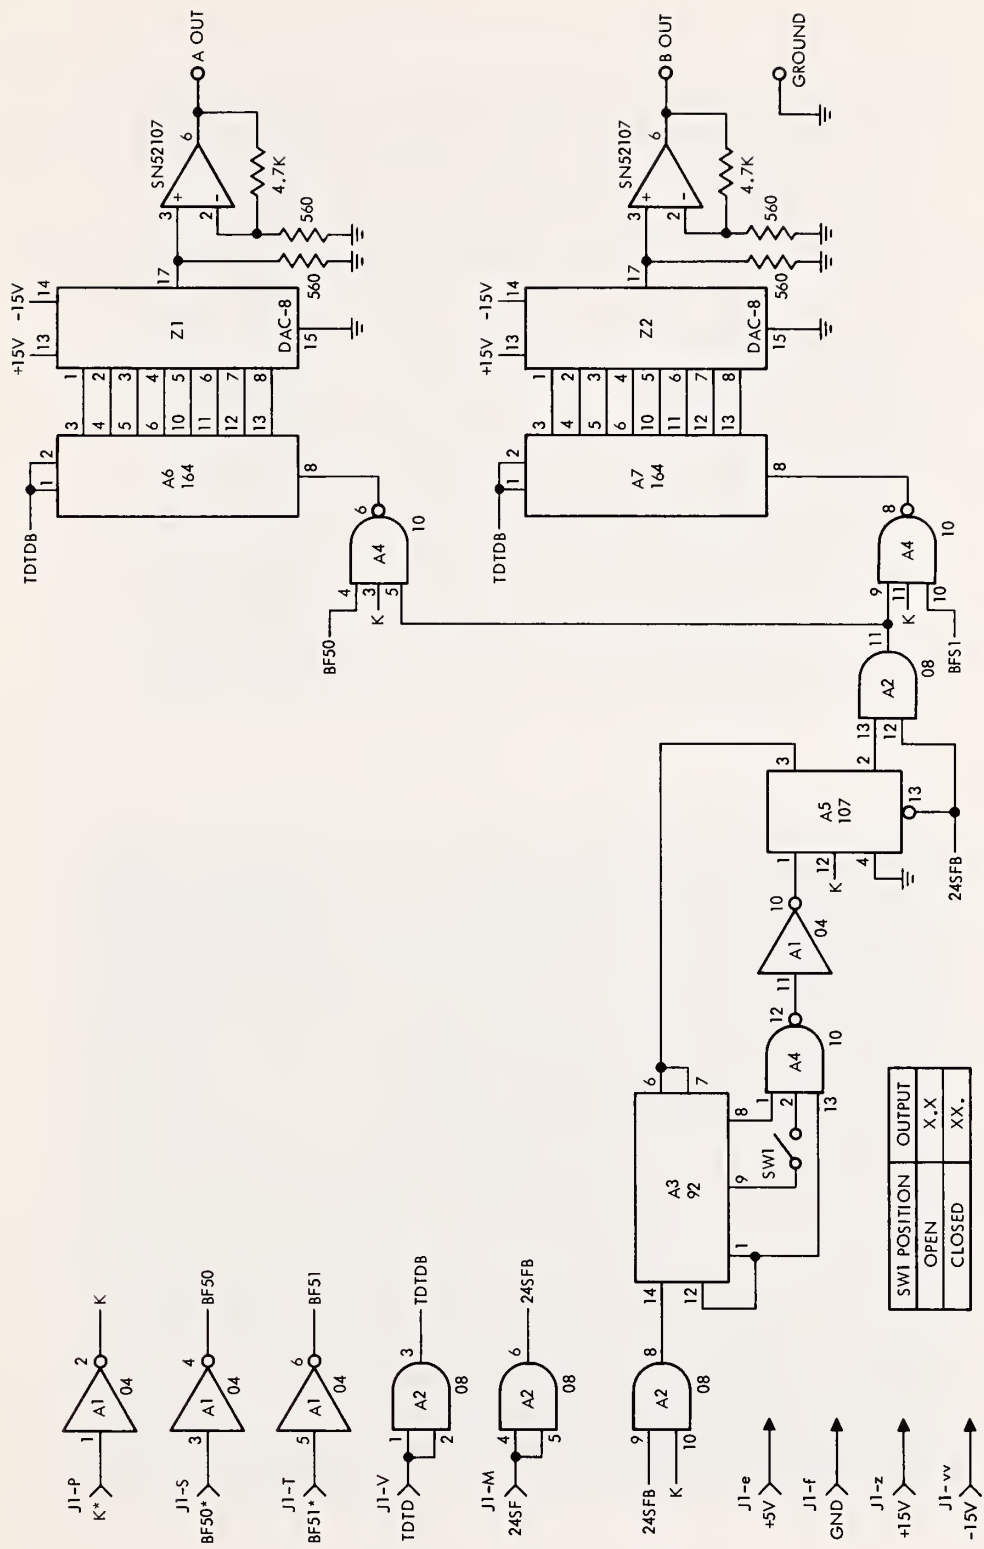 J1-P
K*
1
A1
2
04
K
J1-S
BF50*
3
A1
4
04
BF50
J1-T
BF51*
5
A1
6
04
BF51
J1-V
TDTD
1
2
A2
3
08
TDTDB
J1-M
24SF
4
5
A2
6
08
24SFB
24SFB
K
9
10
A2
8
08
J1-e
+5V
J1-f
GND
J1-z
+15V
J1-vv
-15V
14
12
1
9
8
6
7
A3
92
SW1
1
2
13
A4
12
10
11
A1
10
04
1
12
K
4
3
2
13
A5
107
24SFB
13
12
A2
11
08
BF50
K
4
3
5
A4
6
10
9
11
K
10
BFS1
A4
8
10
TDTDB
1
2
A6
164
8
3
4
5
6
10
11
12
13
1
2
3
4
5
6
7
8
+15V
-15V
13
14
Z1
DAC-8
15
17
560
560
3
2
+
-
SN52107
6
4.7K
A OUT
TDTDB
1
2
A7
164
8
3
4
5
6
10
11
12
13
1
2
3
4
5
6
7
8
+15V
-15V
13
14
Z2
DAC-8
15
17
560
560
3
2
+
-
SN52107
6
4.7K
B OUT
GROUND
SW1 POSITION OUTPUT
OPEN X.X
CLOSED XX.